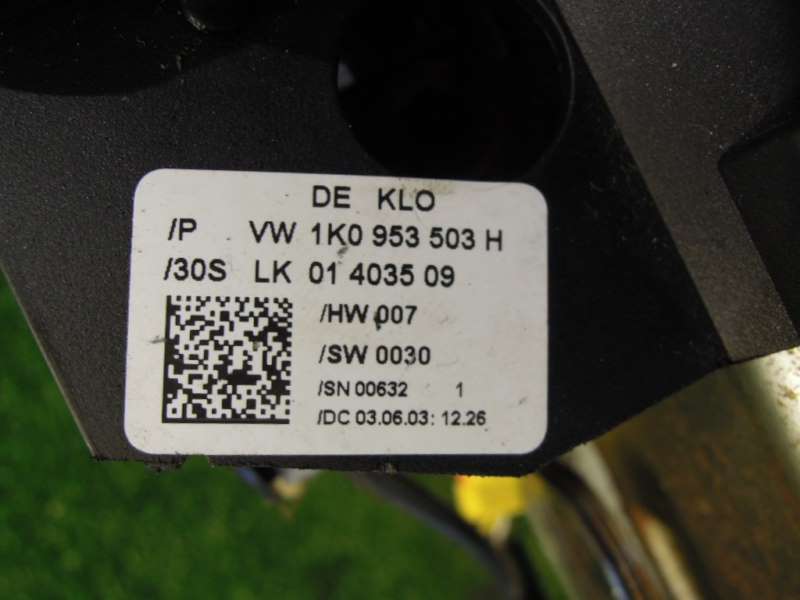 DE KLO
/P VW 1K0 953 503 H
/30S LK 01 4035 09
/HW 007
/SW 0030
/SN 00632 1
/DC 03.06.03: 12.26